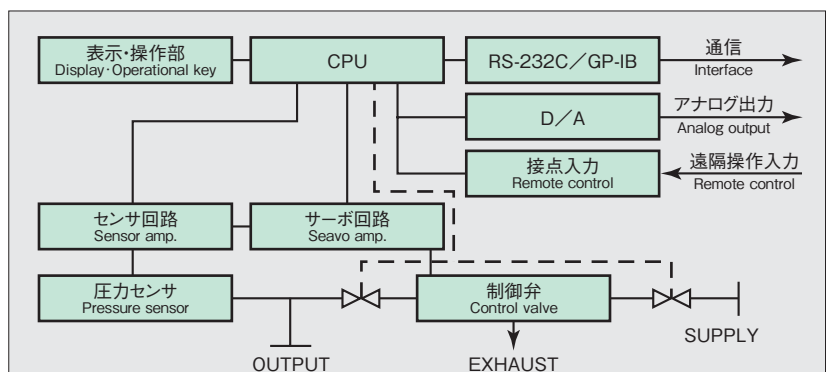 表示・操作部
Display・Operational key
CPU
RS-232C／GP-IB
通信
Interface
D／A
アナログ出力
Analog output
接点入力
Remote control
遠隔操作入力
Remote control
センサ回路
Sensor amp.
サーボ回路
Seavo amp.
圧力センサ
Pressure sensor
制御弁
Control valve
SUPPLY
OUTPUT
EXHAUST